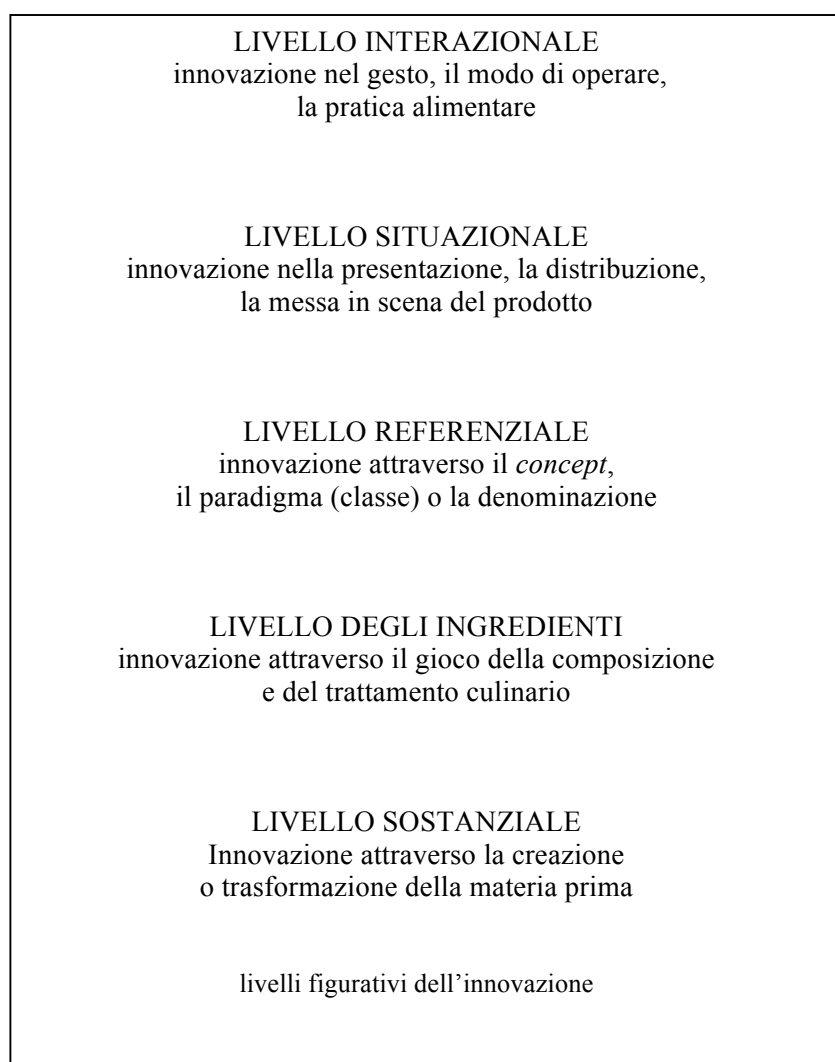 LIVELLO INTERAZIONALE
innovazione nel gesto, il modo di operare,
la pratica alimentare
LIVELLO SITUAZIONALE
innovazione nella presentazione, la distribuzione,
la messa in scena del prodotto
LIVELLO REFERENZIALE
innovazione attraverso il concept,
il paradigma (classe) o la denominazione
LIVELLO DEGLI INGREDIENTI
innovazione attraverso il gioco della composizione
e del trattamento culinario
LIVELLO SOSTANZIALE
Innovazione attraverso la creazione
o trasformazione della materia prima
livelli figurativi dell’innovazione